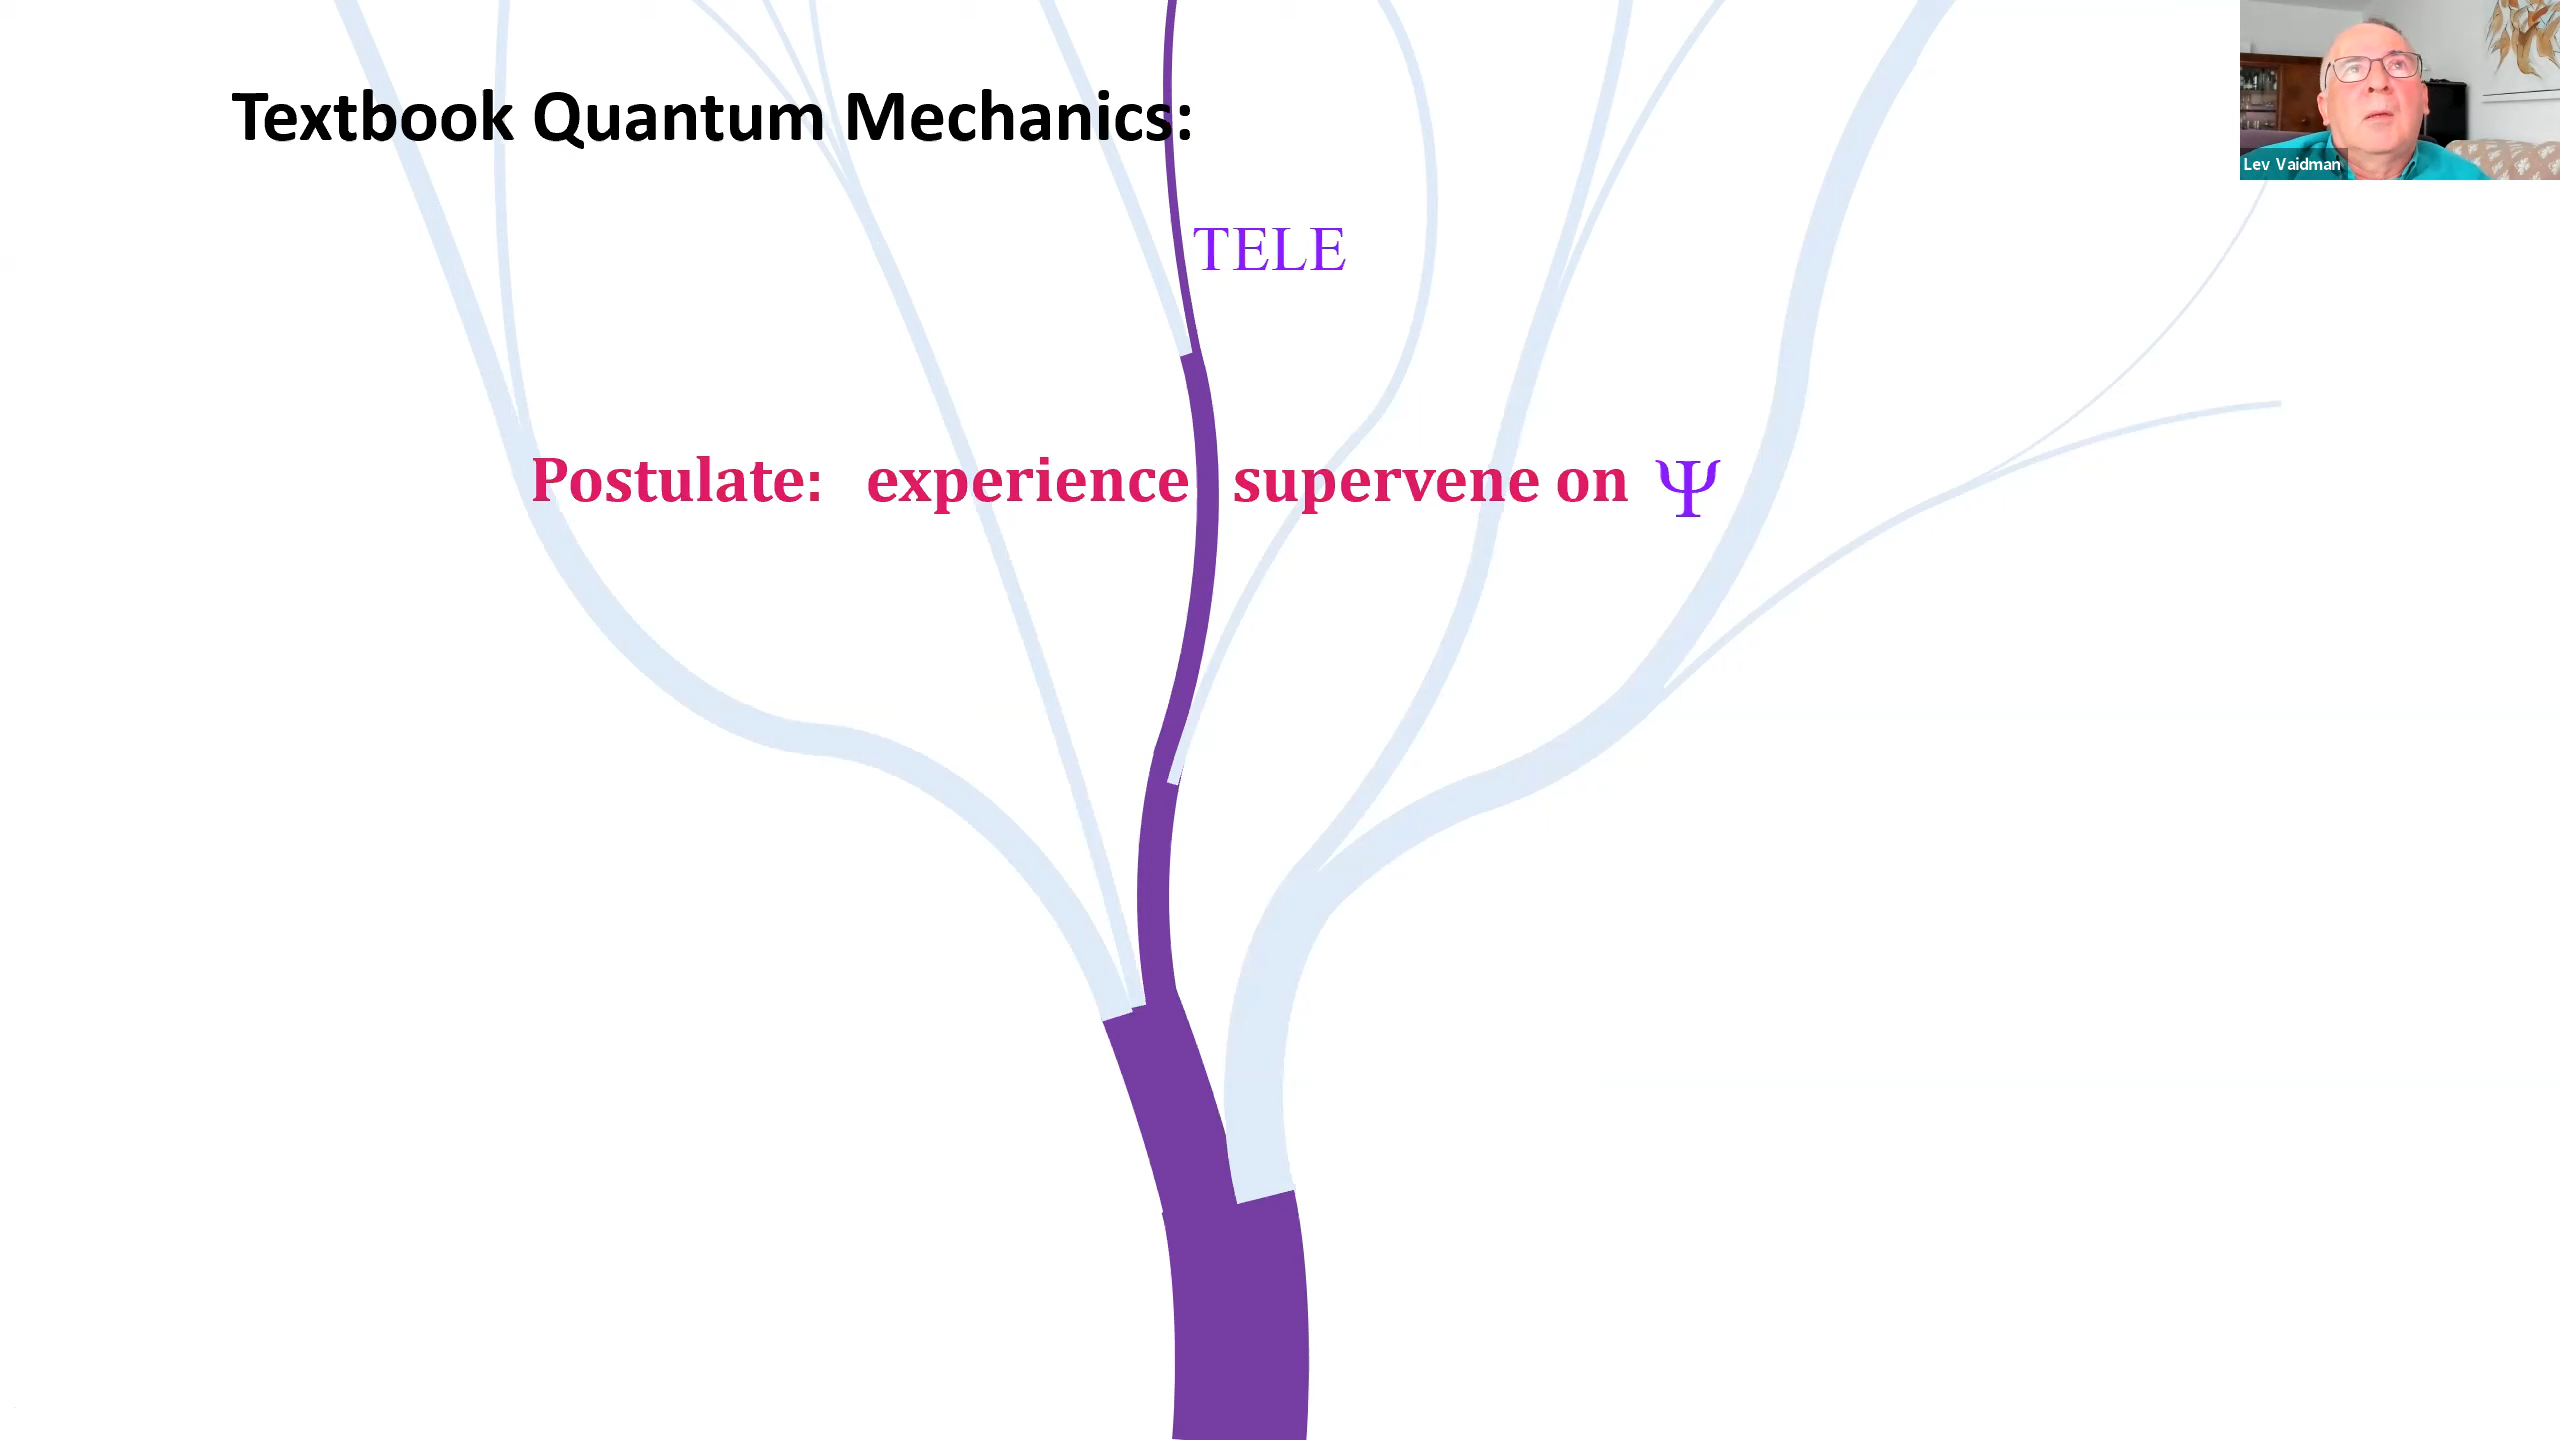 Textbook Quantum Mechanics:
Lev Vaidman
TELE
Postulate: experience supervene on Ψ